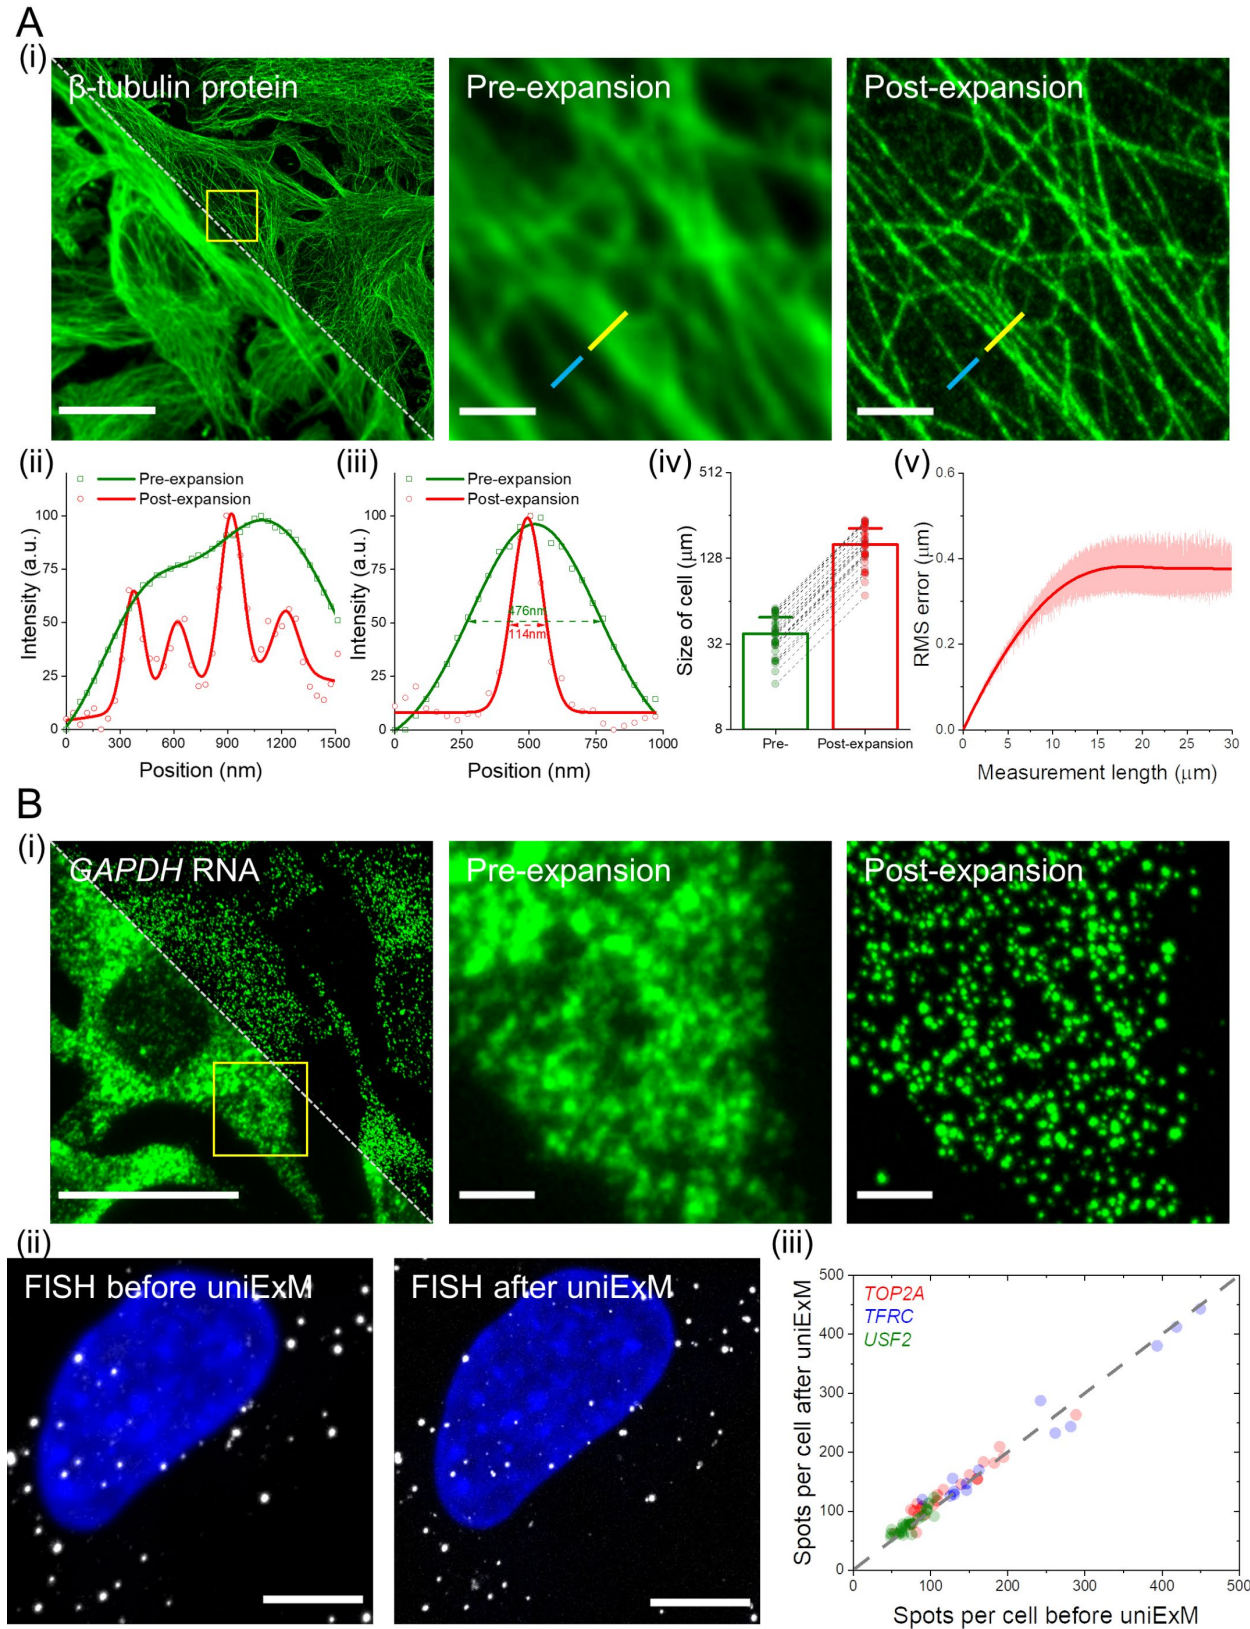 A
(i)
β-tubulin protein
Pre-expansion
Post-expansion
(ii)
Pre-expansion
Post-expansion
Intensity (a.u.)
100
75
50
25
0
0 300 600 900 1200 1500
Position (nm)
(iii)
Pre-expansion
Post-expansion
Intensity (a.u.)
100
75
50
25
0
476nm
114nm
0 250 500 750 1000
Position (nm)
(iv)
Size of cell (μm)
512
128
32
8
Pre- Post-expansion
(v)
RMS error (μm)
0.6
0.4
0.2
0.0
0 5 10 15 20 25 30
Measurement length (μm)
B
(i)
GAPDH RNA
Pre-expansion
Post-expansion
(ii)
FISH before uniExM
FISH after uniExM
(iii)
Spots per cell after uniExM
500
400
300
200
100
0
TOP2A
TFRC
USF2
0 100 200 300 400 500
Spots per cell before uniExM